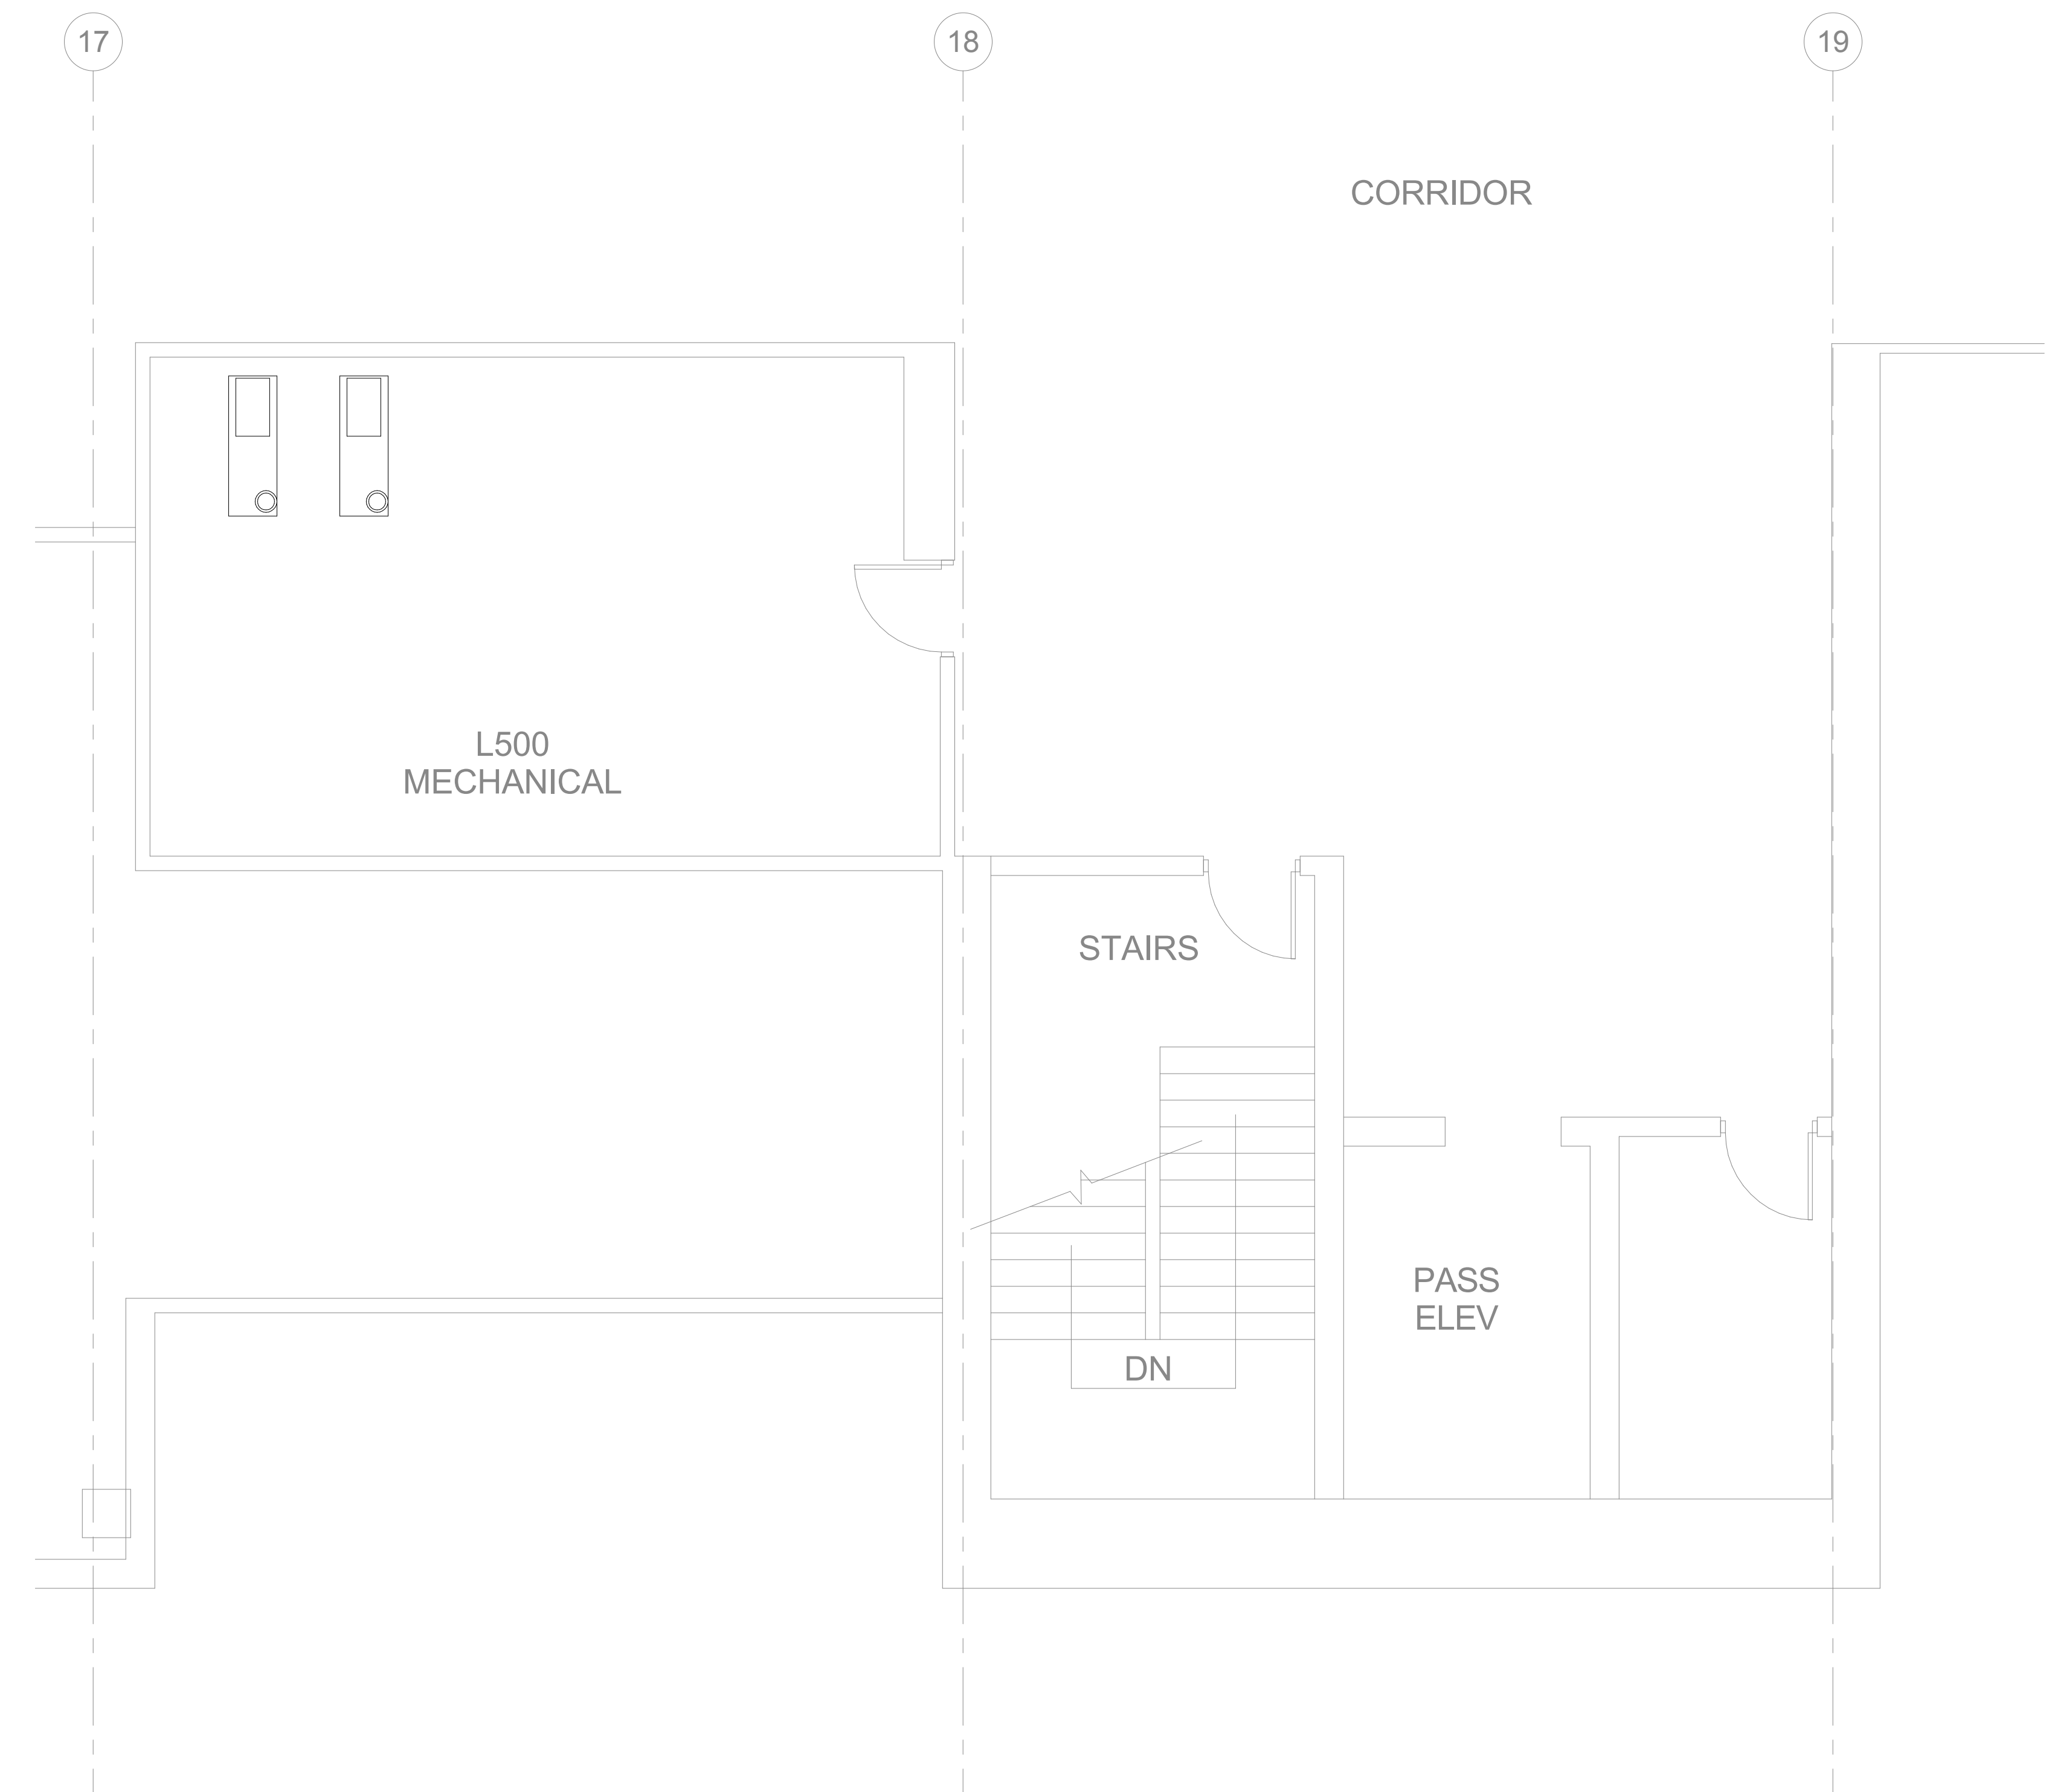 17
18
19
CORRIDOR
L500
MECHANICAL
STAIRS
PASS
ELEV
DN